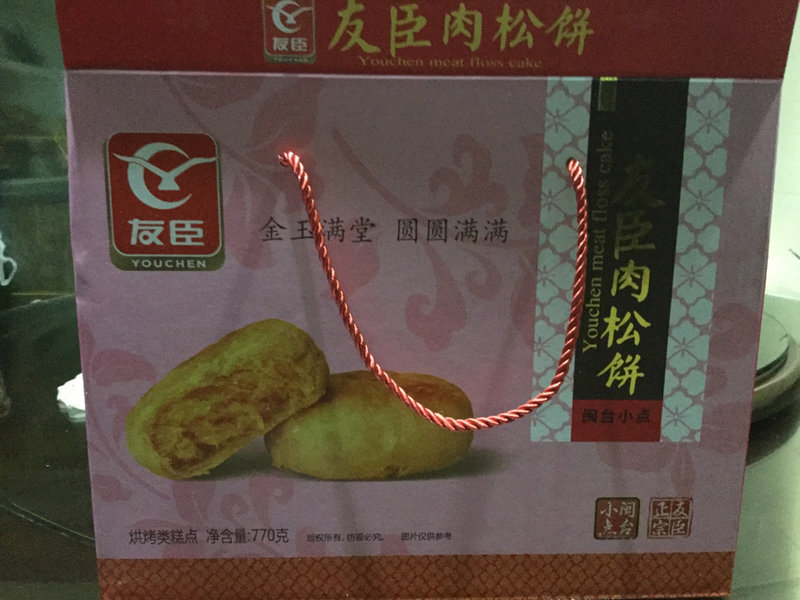 友臣
YOUCHEN
友臣肉松饼
Youchen meat floss cake
友臣
YOUCHEN
金玉满堂 圆圆满满
友臣肉松饼
Youchen meat floss cake
闽台小点
闽台小点
友臣正宗
烘烤类糕点 净含量:770克 版权所有,仿冒必究。 图片仅供参考